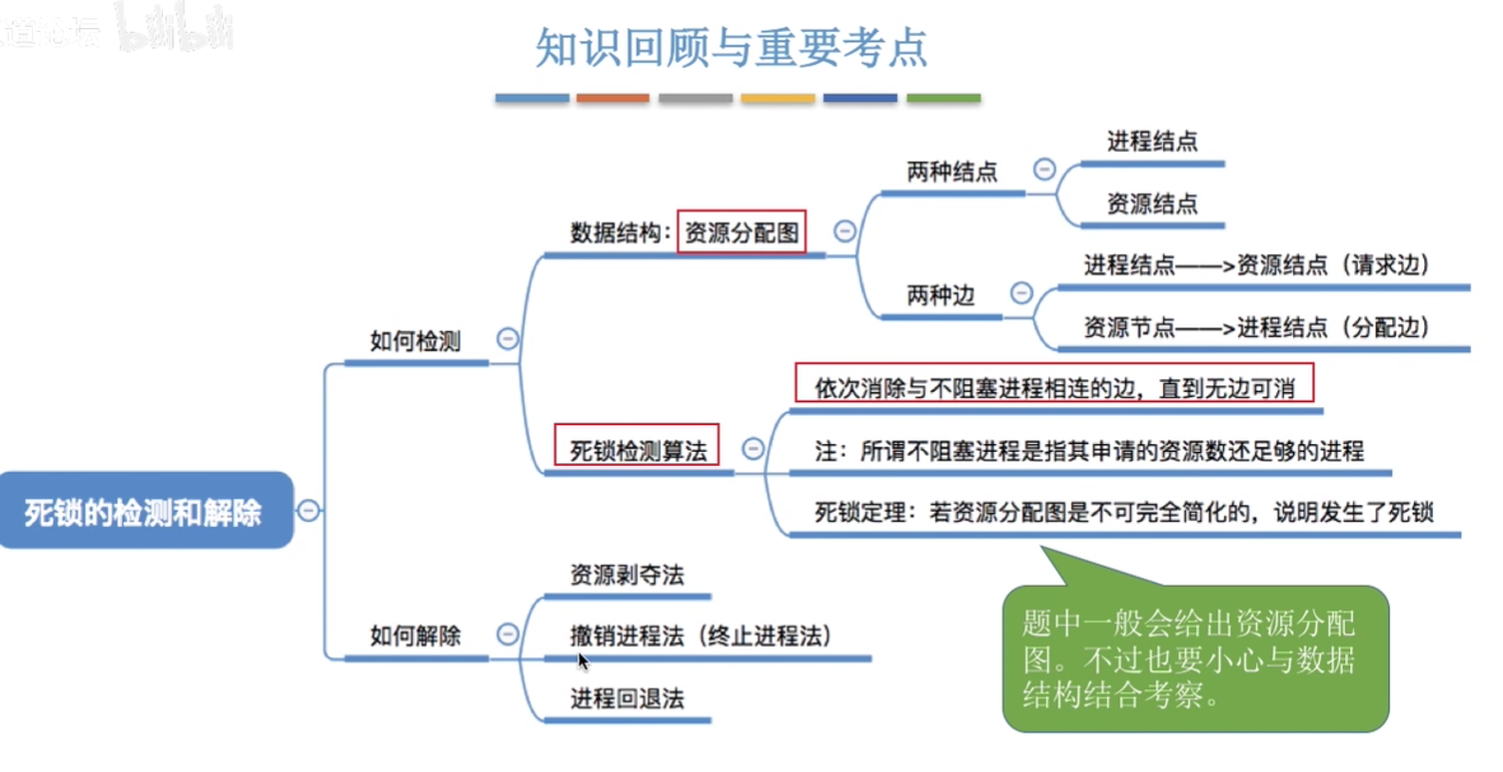 bilibili
知识回顾与重要考点
进程结点
两种结点
资源结点
数据结构：资源分配图
进程结点——>资源结点（请求边）
两种边
资源节点——>进程结点（分配边）
如何检测
依次消除与不阻塞进程相连的边，直到无边可消
死锁检测算法
注：所谓不阻塞进程是指其申请的资源数还足够的进程
死锁定理：若资源分配图是不可完全简化的，说明发生了死锁
死锁的检测和解除
资源剥夺法
如何解除
撤销进程法（终止进程法）
进程回退法
题中一般会给出资源分配
图。不过也要小心与数据
结构结合考察。